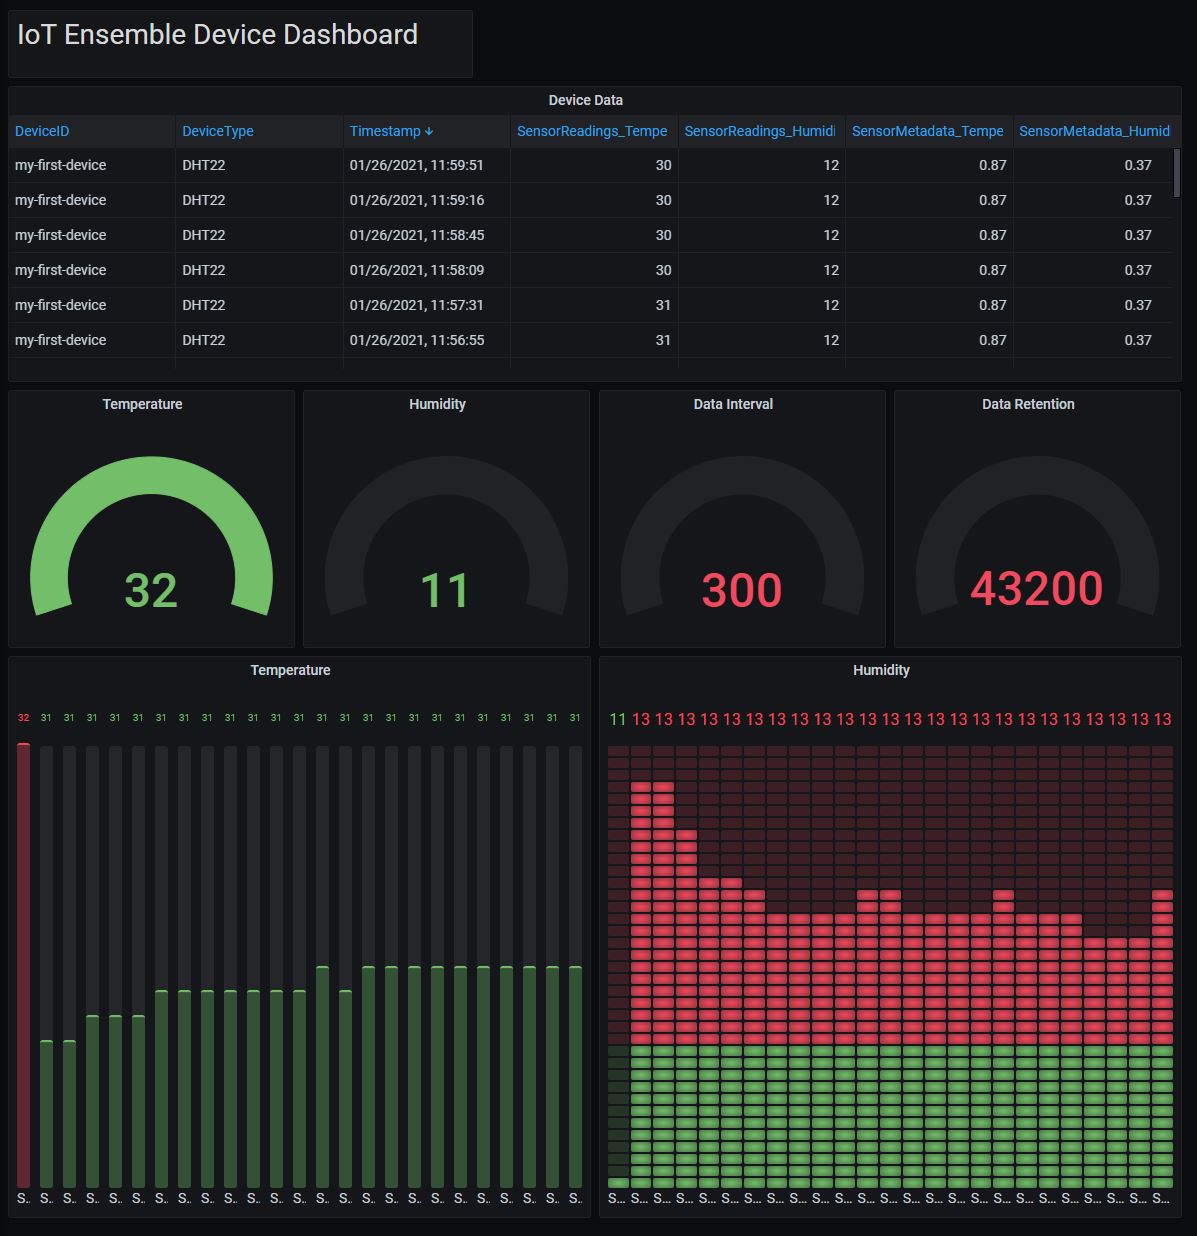 IoT Ensemble Device Dashboard
Device Data
DeviceID DeviceType Timestamp ↓ SensorReadings_Tempe SensorReadings_Humidi SensorMetadata_Tempe SensorMetadata_Humid
my-first-device DHT22 01/26/2021, 11:59:51 30 12 0.87 0.37
my-first-device DHT22 01/26/2021, 11:59:16 30 12 0.87 0.37
my-first-device DHT22 01/26/2021, 11:58:45 30 12 0.87 0.37
my-first-device DHT22 01/26/2021, 11:58:09 30 12 0.87 0.37
my-first-device DHT22 01/26/2021, 11:57:31 31 12 0.87 0.37
my-first-device DHT22 01/26/2021, 11:56:55 31 12 0.87 0.37
Temperature Humidity Data Interval Data Retention
32 11 300 43200
Temperature
32 31 31 31 31 31 31 31 31 31 31 31 31 31 31 31 31 31 31 31 31 31 31 31 31
S.. S.. S.. S.. S.. S.. S.. S.. S.. S.. S.. S.. S.. S.. S.. S.. S.. S.. S.. S.. S.. S.. S.. S.. S..
Humidity
11 13 13 13 13 13 13 13 13 13 13 13 13 13 13 13 13 13 13 13 13 13 13 13 13
S... S... S... S... S... S... S... S... S... S... S... S... S... S... S... S... S... S... S... S... S... S... S... S... S...